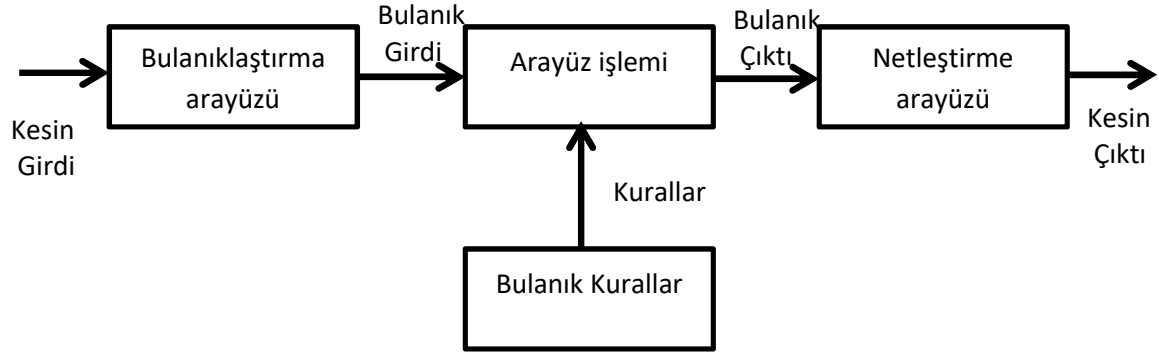 Kesin
Girdi
Bulanıklaştırma
arayüzü
Bulanık
Girdi
Arayüz işlemi
Bulanık
Çıktı
Netleştirme
arayüzü
Kesin
Çıktı
Kurallar
Bulanık Kurallar